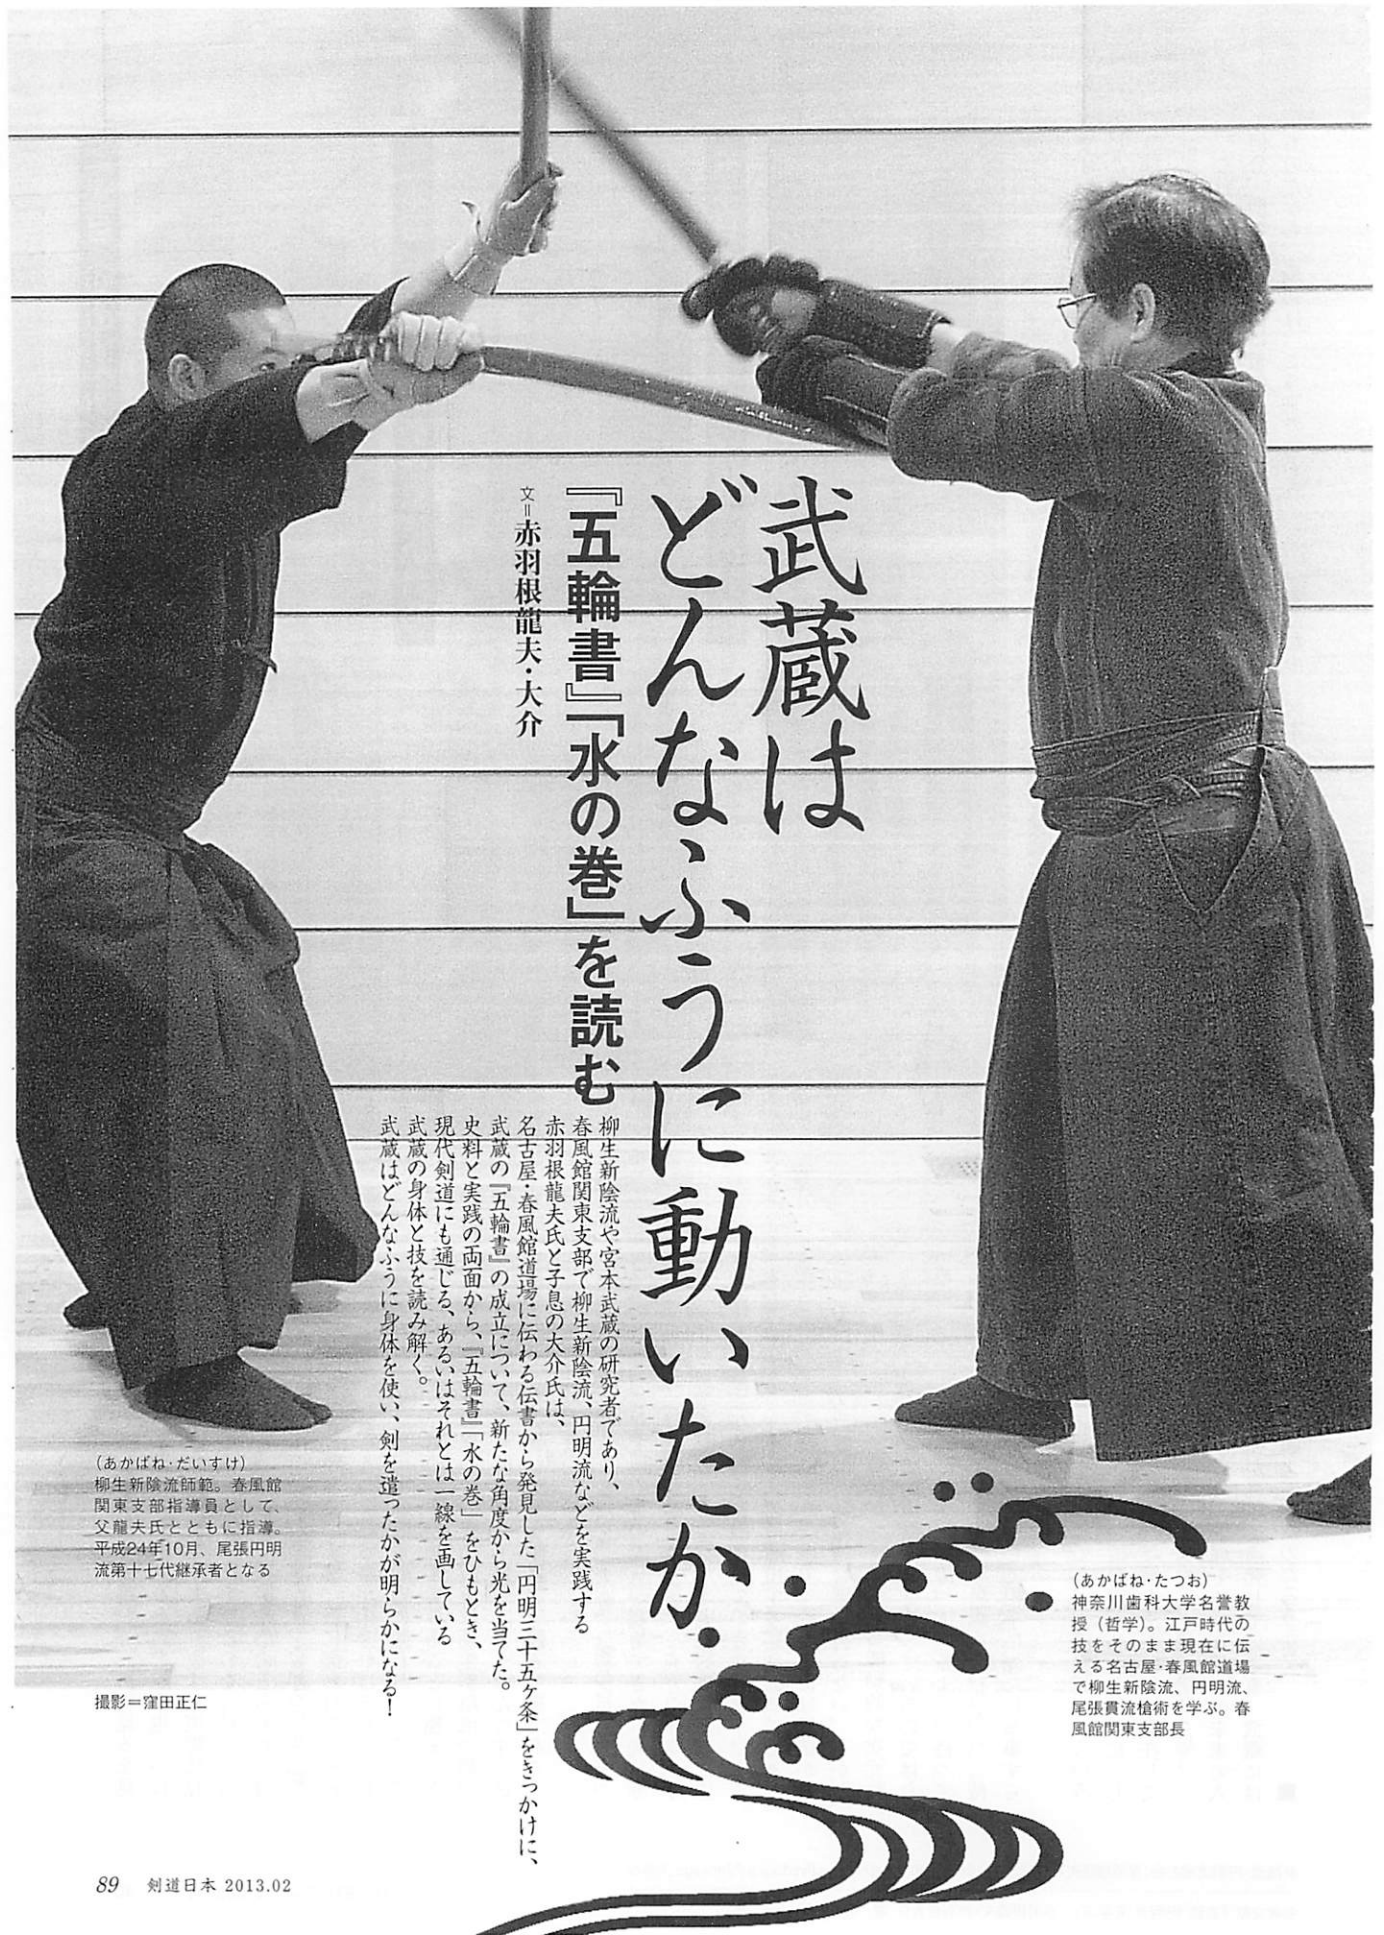 武蔵は
どんなふうに動いたか
『五輪書』「水の巻」を読む
文＝赤羽根龍夫・大介
柳生新陰流や宮本武蔵の研究者であり、
春風館関東支部で柳生新陰流、円明流などを実践する
赤羽根龍夫氏と子息の大介氏は、
名古屋・春風館道場に伝わる伝書から発見した「円明三十五ヶ条」をきっかけに、
武蔵の『五輪書』の成立について、新たな角度から光を当てた。
史料と実践の両面から、『五輪書』「水の巻」をひもとき、
現代剣道にも通じる、あるいはそれとは一線を画している
武蔵の身体と技を読み解く。
武蔵はどんなふうに身体を使い、剣を遣ったかが明らかになる！
（あかばね・たつお）
神奈川歯科大学名誉教
授（哲学）。江戸時代の
技をそのまま現在に伝
える名古屋・春風館道場
で柳生新陰流、円明流、
尾張貫流槍術を学ぶ。春
風館関東支部長
（あかばね・だいすけ）
柳生新陰流師範。春風館
関東支部指導員として、
父龍夫氏とともに指導。
平成24年10月、尾張円明
流第十七代継承者となる
撮影＝窪田正仁
89 剣道日本 2013.02